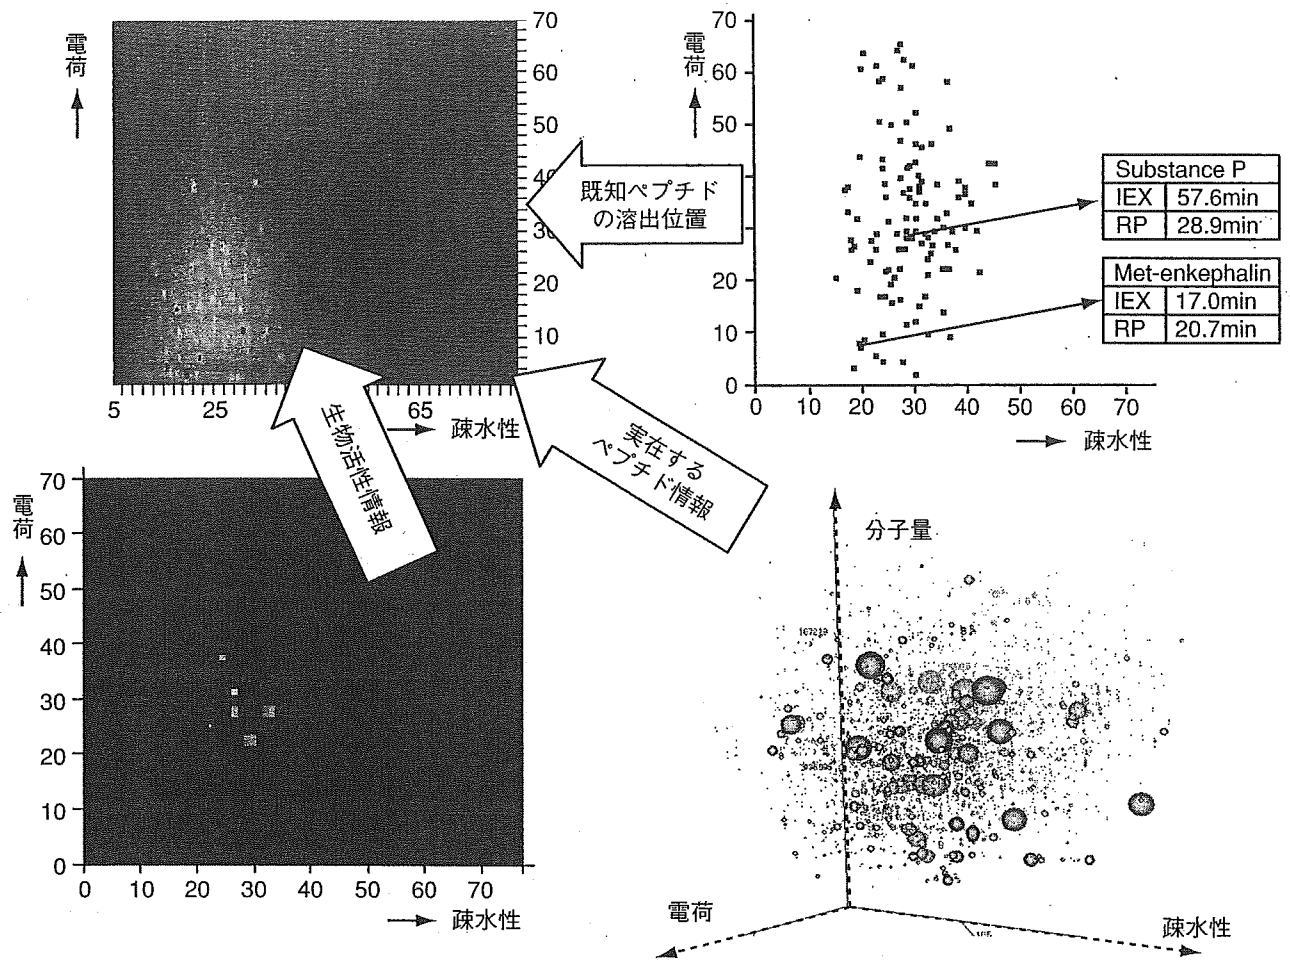 電荷
70
60
50
40
30
20
10
5
25
65
疎水性
既知ペプチド
の溶出位置
電荷
70
60
50
40
30
20
10
0
0
10
20
30
40
50
60
70
疎水性
Substance P
IEX 57.6min
RP 28.9min
Met-enkephalin
IEX 17.0min
RP 20.7min
生物活性情報
実在する
ペプチド情報
電荷
70
60
50
40
30
20
10
0
0
10
20
30
40
50
60
70
疎水性
分子量
電荷
疎水性